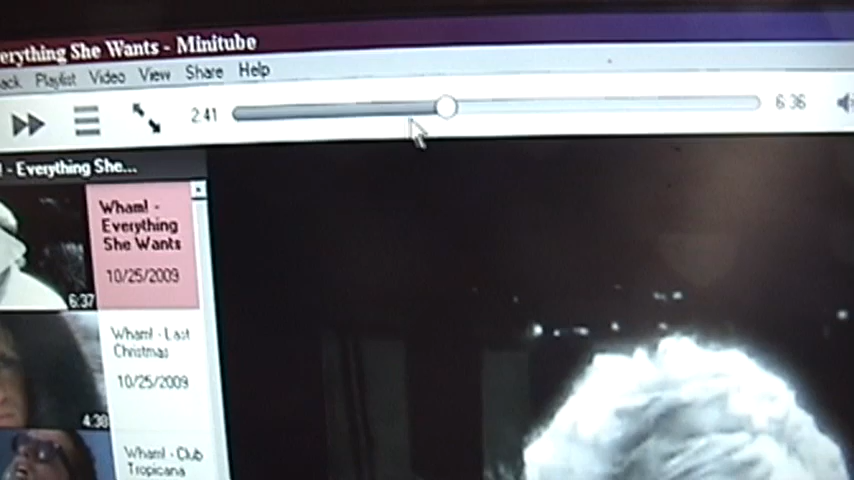 erything She Wants - Minitube
ack Playlist Video View Share Help
2:41 6:36
! - Everything She...
Wham! -
Everything
She Wants
10/25/2009
6:37
Wham! - Last
Christmas
10/25/2009
4:38
Wham! - Club
Tropicana